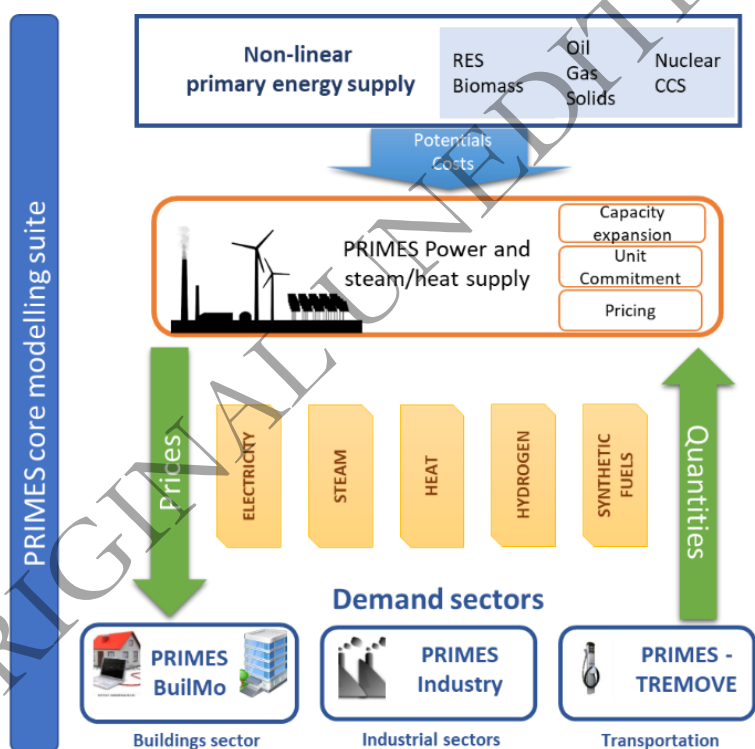 PRIMES core modelling suite
Non-linear
primary energy supply
RES
Biomass
Oil
Gas
Solids
Nuclear
CCS
Potentials
Costs
PRIMES Power and
steam/heat supply
Capacity
expansion
Unit
Commitment
Pricing
Prices
ELECTRICITY
STEAM
HEAT
HYDROGEN
SYNTHETIC
FUELS
Quantities
Demand sectors
PRIMES
BuilMo
PRIMES
Industry
PRIMES -
TREMOVE
Buildings sector
Industrial sectors
Transportation
RIGINAL UNEDIT